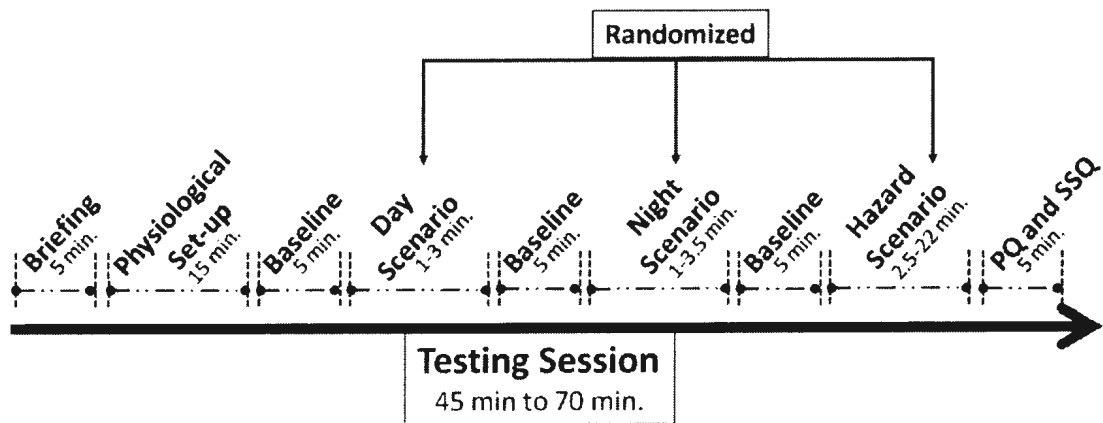 Randomized
Briefing
5 min.
Physiological
Set-up
15 min.
Baseline
5 min.
Day
Scenario
1-3 min.
Baseline
5 min.
Night
Scenario
1-3.5 min.
Baseline
5 min.
Hazard
Scenario
2.5-22 min.
PQ and SSQ
5 min.
Testing Session
45 min to 70 min.